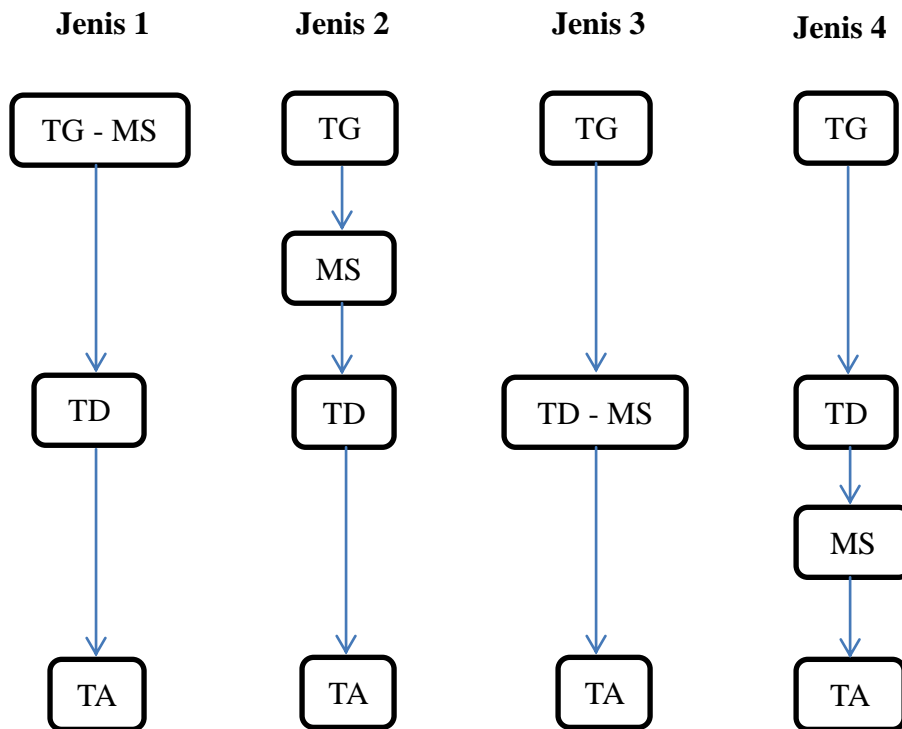 Jenis 1 Jenis 2 Jenis 3 Jenis 4
TG - MS TG TG TG
MS
TD TD TD - MS TD
MS
TA TA TA TA